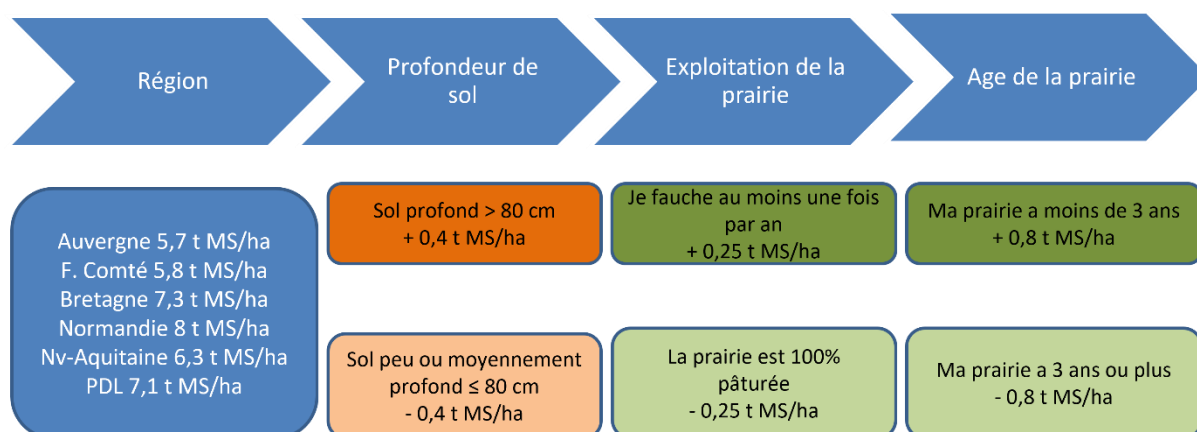 Région
Profondeur de
sol
Exploitation de la
prairie
Age de la prairie
Auvergne 5,7 t MS/ha
F. Comté 5,8 t MS/ha
Bretagne 7,3 t MS/ha
Normandie 8 t MS/ha
Nv-Aquitaine 6,3 t MS/ha
PDL 7,1 t MS/ha
Sol profond > 80 cm
+ 0,4 t MS/ha
Je fauche au moins une fois
par an
+ 0,25 t MS/ha
Ma prairie a moins de 3 ans
+ 0,8 t MS/ha
Sol peu ou moyennement
profond ≤ 80 cm
- 0,4 t MS/ha
La prairie est 100%
pâturée
- 0,25 t MS/ha
Ma prairie a 3 ans ou plus
- 0,8 t MS/ha